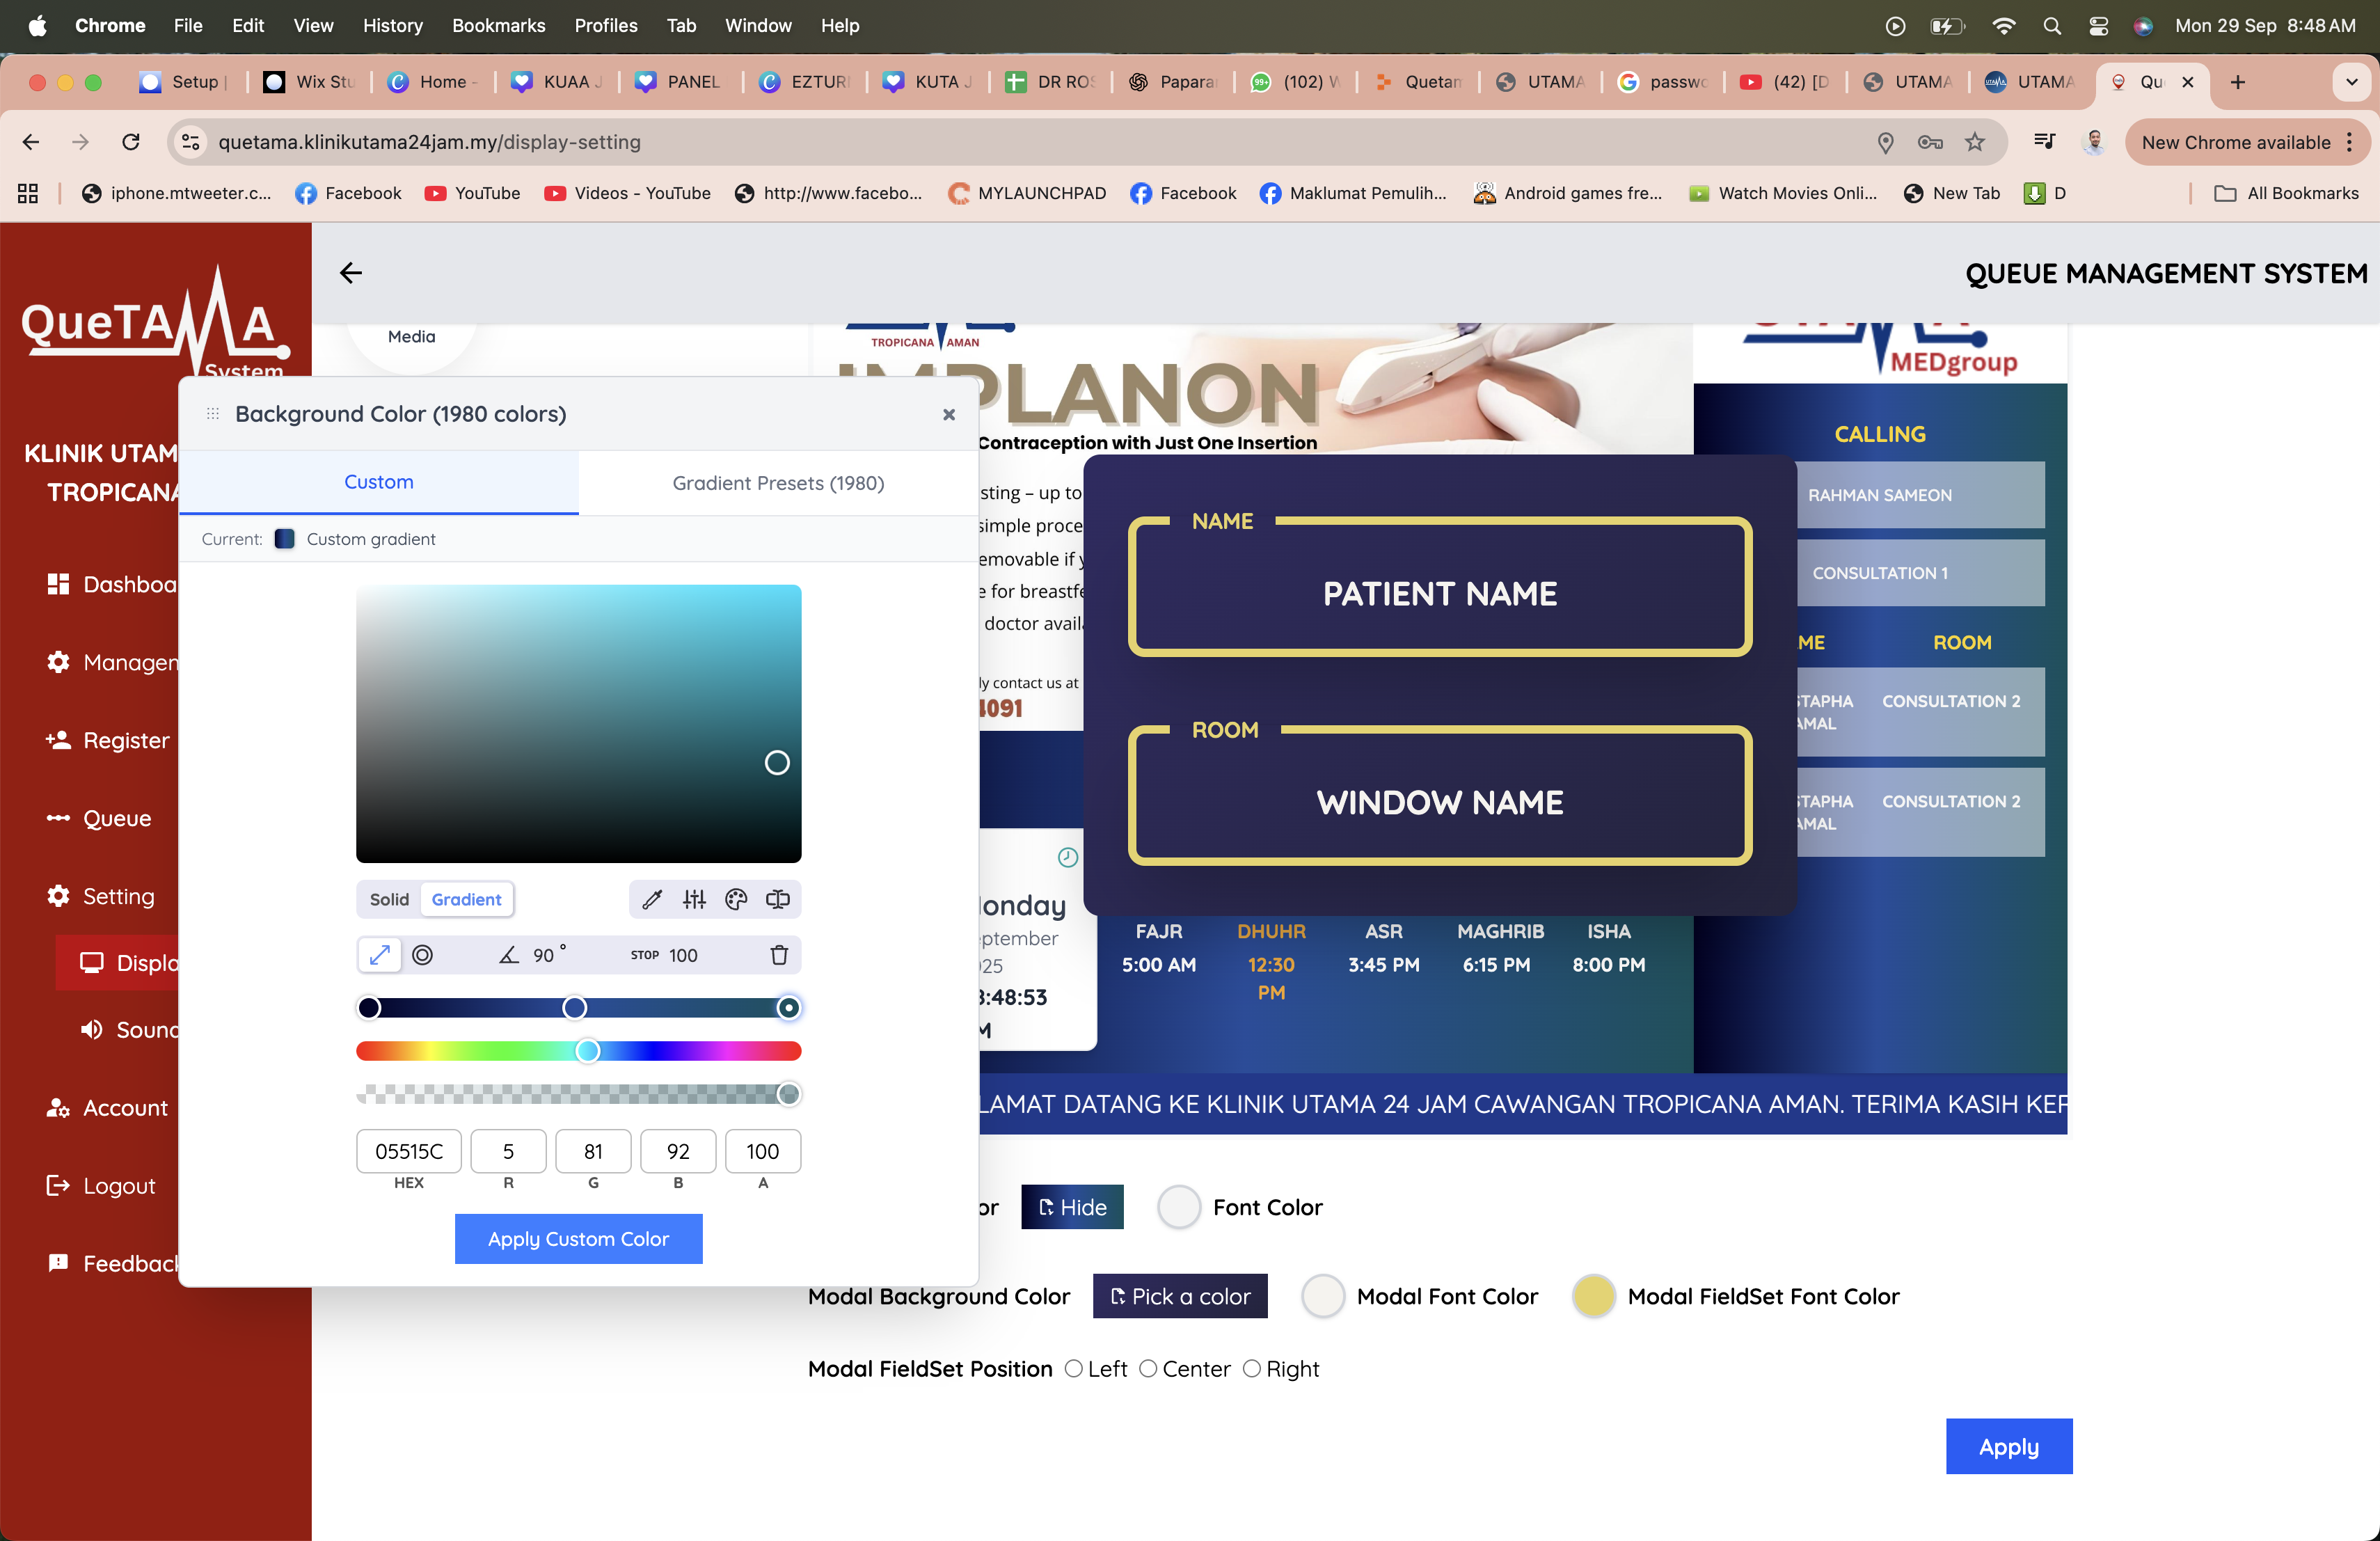 Chrome File Edit View History Bookmarks Profiles Tab Window Help Mon 29 Sep 8:48 AM
Setup Wix Stu Home - KUAA J PANEL EZTUR KUTA J DR ROS Papara (102) W Quetam UTAMA passwo (42) [D UTAMA UTAMA Qu
quetama.klinikutama24jam.my/display-setting New Chrome available
iphone.mtweeter.c... Facebook YouTube Videos - YouTube http://www.facebo... MYLAUNCHPAD Facebook Maklumat Pemulih... Android games fre... Watch Movies Onli... New Tab D All Bookmarks
QueTAMA
System
KLINIK UTAM
TROPICANA
Dashboa
Managen
Register
Queue
Setting
Displa
Sound
Account
Logout
Feedback
QUEUE MANAGEMENT SYSTEM
Media
Background Color (1980 colors)
Custom Gradient Presets (1980)
Current: Custom gradient
Solid Gradient
90° STOP 100
05515C 5 81 92 100
HEX R G B A
Apply Custom Color
TROPICANA AMAN
IMPLANON
Contraception with Just One Insertion
sting – up to
simple proce
emovable if y
e for breastfe
doctor avail
ly contact us at
4091
NAME
PATIENT NAME
ROOM
WINDOW NAME
UTAMA
MEDgroup
CALLING
RAHMAN SAMEON
CONSULTATION 1
ME ROOM
STAPHA CONSULTATION 2
AMAL
STAPHA CONSULTATION 2
AMAL
onday
eptember
025
8:48:53
M
FAJR DHUHR ASR MAGHRIB ISHA
5:00 AM 12:30 PM 3:45 PM 6:15 PM 8:00 PM
LAMAT DATANG KE KLINIK UTAMA 24 JAM CAWANGAN TROPICANA AMAN. TERIMA KASIH KER
or Hide Font Color
Modal Background Color Pick a color Modal Font Color Modal FieldSet Font Color
Modal FieldSet Position Left Center Right
Apply